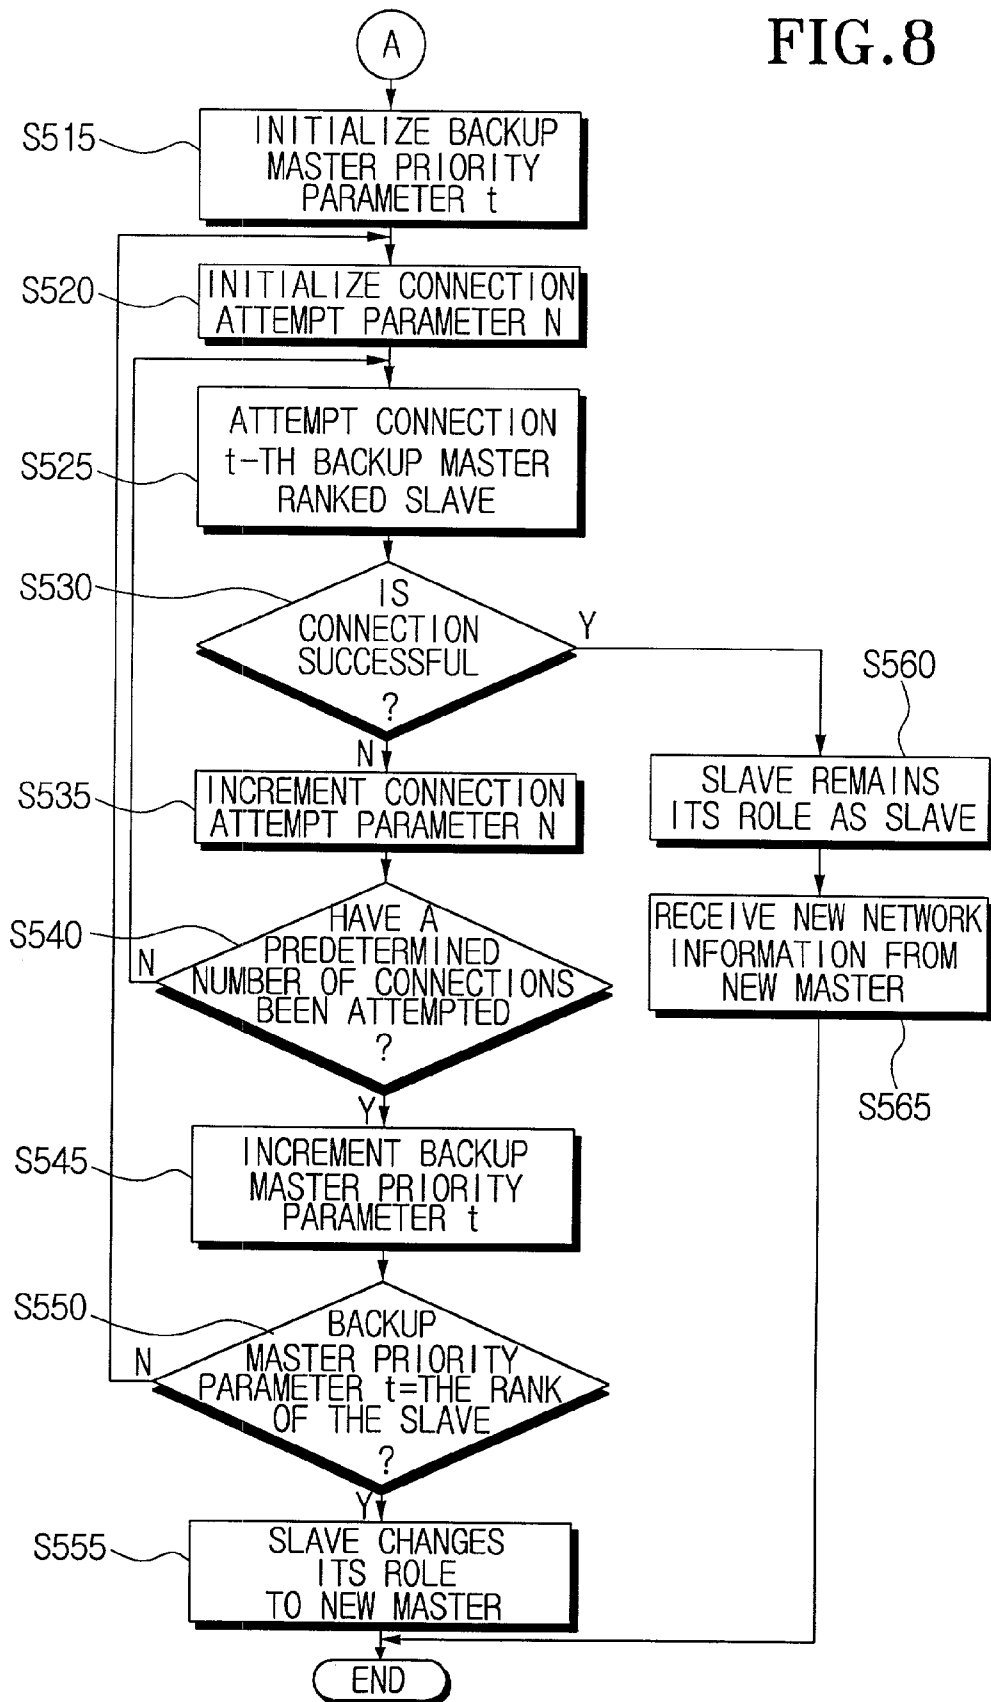 FIG.8
A
S515
INITIALIZE BACKUP
MASTER PRIORITY
PARAMETER t
S520
INITIALIZE CONNECTION
ATTEMPT PARAMETER N
S525
ATTEMPT CONNECTION
t-TH BACKUP MASTER
RANKED SLAVE
S530
IS
CONNECTION
SUCCESSFUL
?
Y
N
S535
INCREMENT CONNECTION
ATTEMPT PARAMETER N
S560
SLAVE REMAINS
ITS ROLE AS SLAVE
S540
HAVE A
PREDETERMINED
NUMBER OF CONNECTIONS
BEEN ATTEMPTED
?
N
Y
RECEIVE NEW NETWORK
INFORMATION FROM
NEW MASTER
S565
S545
INCREMENT BACKUP
MASTER PRIORITY
PARAMETER t
S550
BACKUP
MASTER PRIORITY
PARAMETER t=THE RANK
OF THE SLAVE
?
N
Y
S555
SLAVE CHANGES
ITS ROLE
TO NEW MASTER
END